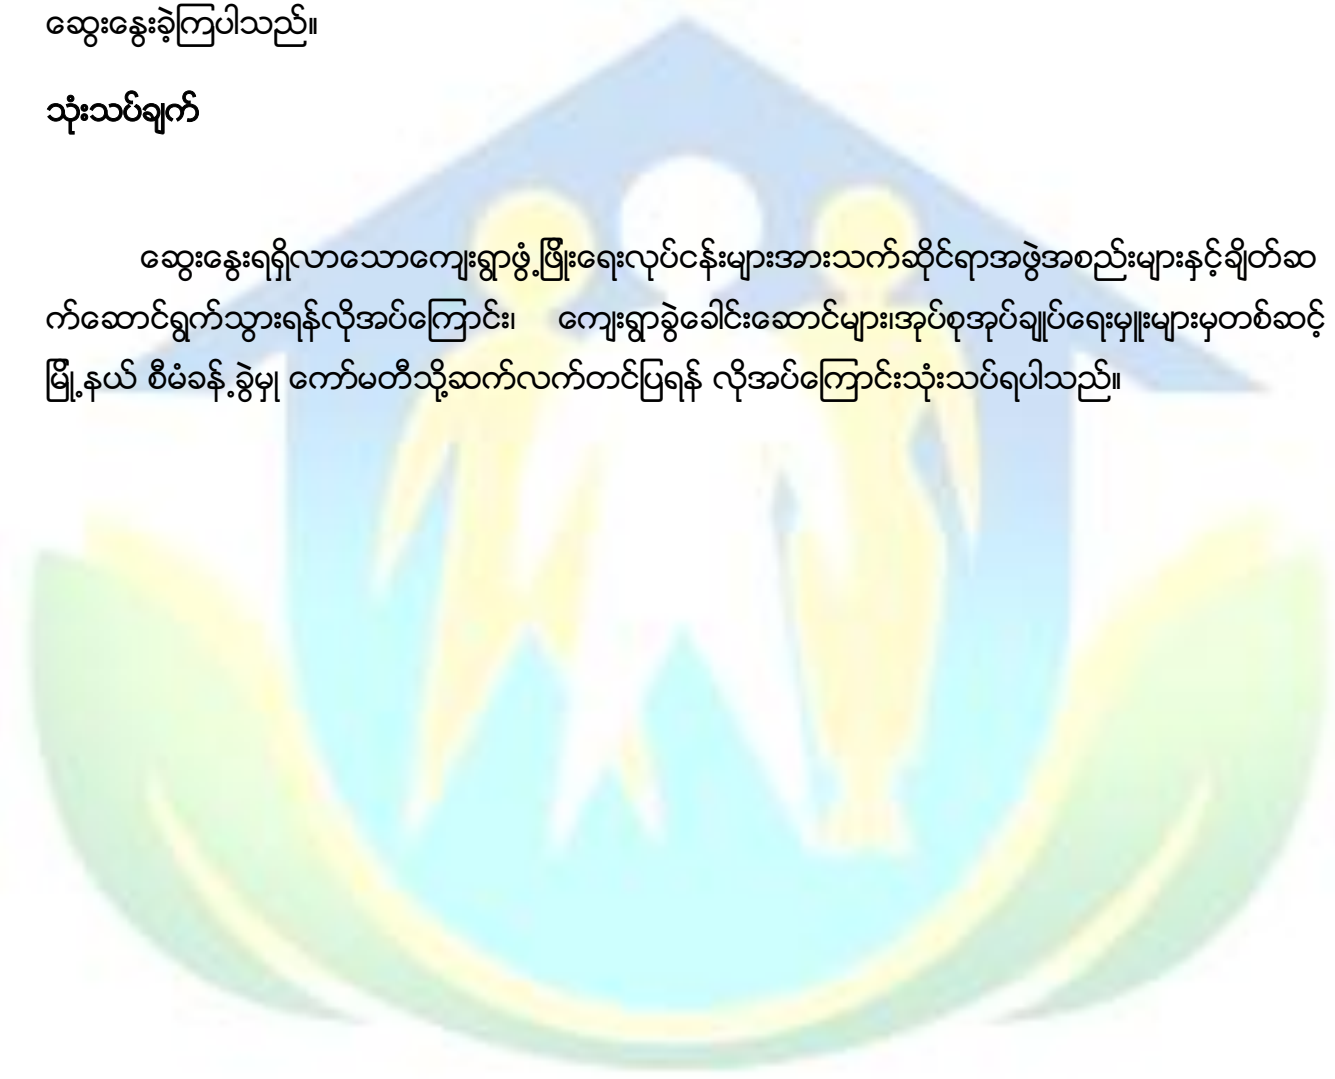 ဆွေးနွေးခဲ့ကြပါသည်။
သုံးသပ်ချက်
ဆွေးနွေးရရှိလာသောကျေးရွာဖွံ့ဖြိုးရေးလုပ်ငန်းများအားသက်ဆိုင်ရာအဖွဲအစည်းများနှင့်ချိတ်ဆ
က်ဆောင်ရွက်သွားရန်လိုအပ်ကြောင်း၊ ကျေးရွာခွဲခေါင်းဆောင်များ၊အုပ်စုအုပ်ချုပ်ရေးမှူးများမှတစ်ဆင့်
မြို့နယ် စီမံခန့်ခွဲမှု ကော်မတီသို့ဆက်လက်တင်ပြရန် လိုအပ်ကြောင်းသုံးသပ်ရပါသည်။